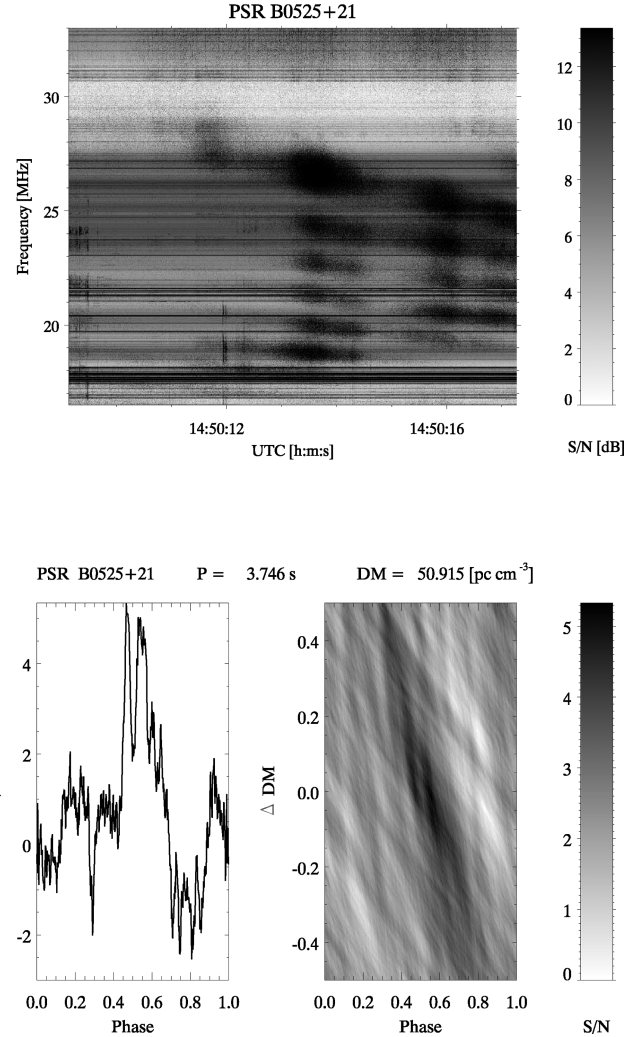 PSR B0525+21
Frequency [MHz]
30
25
20
14:50:12
14:50:16
UTC [h:m:s]
12
10
8
6
4
2
0
S/N [dB]
PSR B0525+21 P = 3.746 s DM = 50.915 [pc cm⁻³]
4
2
0
-2
0.0 0.2 0.4 0.6 0.8 1.0
Phase
Δ DM
0.4
0.2
0.0
-0.2
-0.4
0.0 0.2 0.4 0.6 0.8 1.0
Phase
5
4
3
2
1
0
S/N